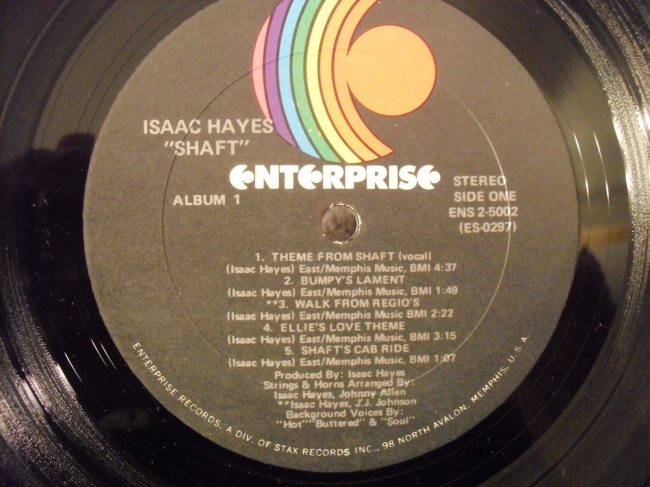 ISAAC HAYES
"SHAFT"
ENTERPRISE
ALBUM 1
STEREO
SIDE ONE
ENS 2-5002
(ES-0297)
1. THEME FROM SHAFT (vocal)
(Isaac Hayes) East/Memphis Music, BMI 4:37
2. BUMPY'S LAMENT
(Isaac Hayes) East/Memphis Music, BMI 1:49
**3. WALK FROM REGIO'S
(Isaac Hayes) East/Memphis Music BMI 2:22
4. ELLIE'S LOVE THEME
(Isaac Hayes) East/Memphis Music, BMI 3:15
5. SHAFT'S CAB RIDE
(Isaac Hayes) East/Memphis Music, BMI 1:07
Produced By: Isaac Hayes
Strings & Horns Arranged By:
Isaac Hayes, Johnny Allen
**Isaac Hayes, J.J. Johnson
Background Voices By:
"Hot" "Buttered" & "Soul"
ENTERPRISE RECORDS, A DIV. OF STAX RECORDS INC., 98 NORTH AVALON, MEMPHIS, U.S.A.